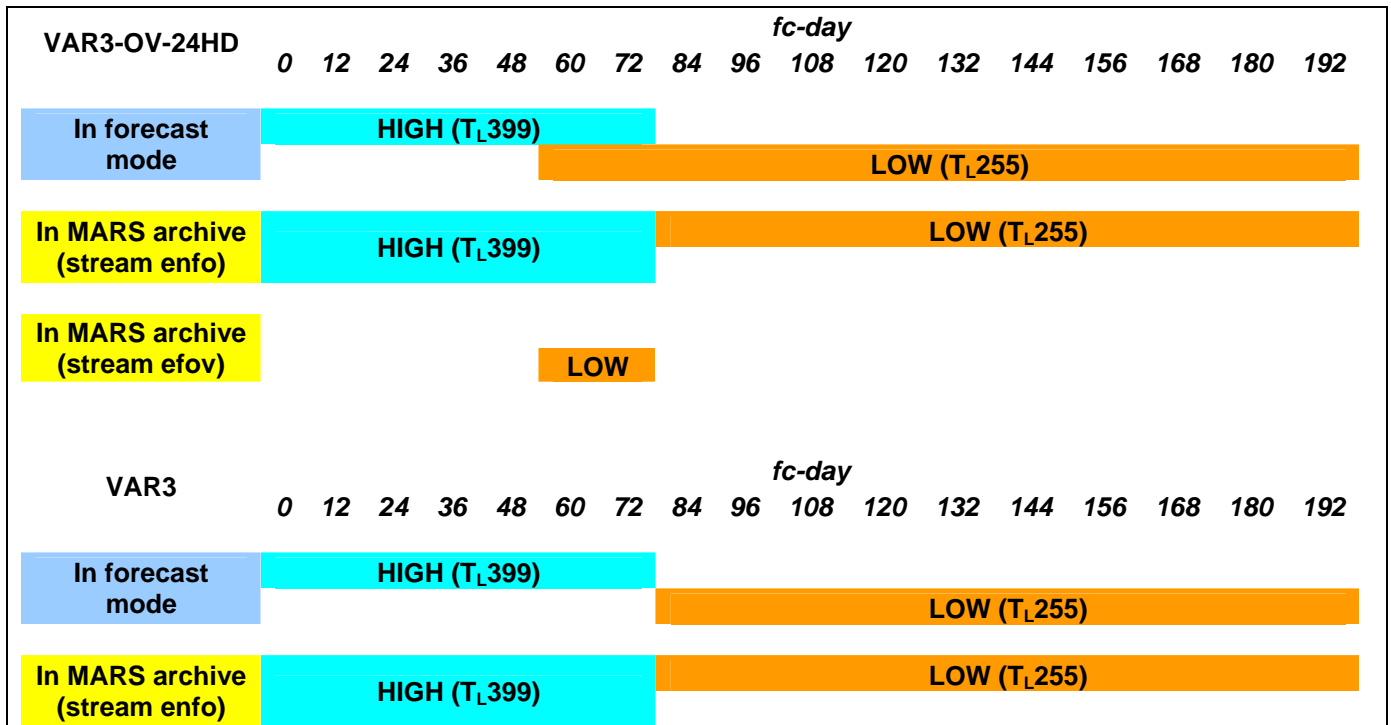 VAR3-OV-24HD
fc-day
0 12 24 36 48 60 72 84 96 108 120 132 144 156 168 180 192
In forecast
mode
HIGH (TL399)
LOW (TL255)
In MARS archive
(stream enfo)
HIGH (TL399)
LOW (TL255)
In MARS archive
(stream efov)
LOW
VAR3
fc-day
0 12 24 36 48 60 72 84 96 108 120 132 144 156 168 180 192
In forecast
mode
HIGH (TL399)
LOW (TL255)
In MARS archive
(stream enfo)
HIGH (TL399)
LOW (TL255)